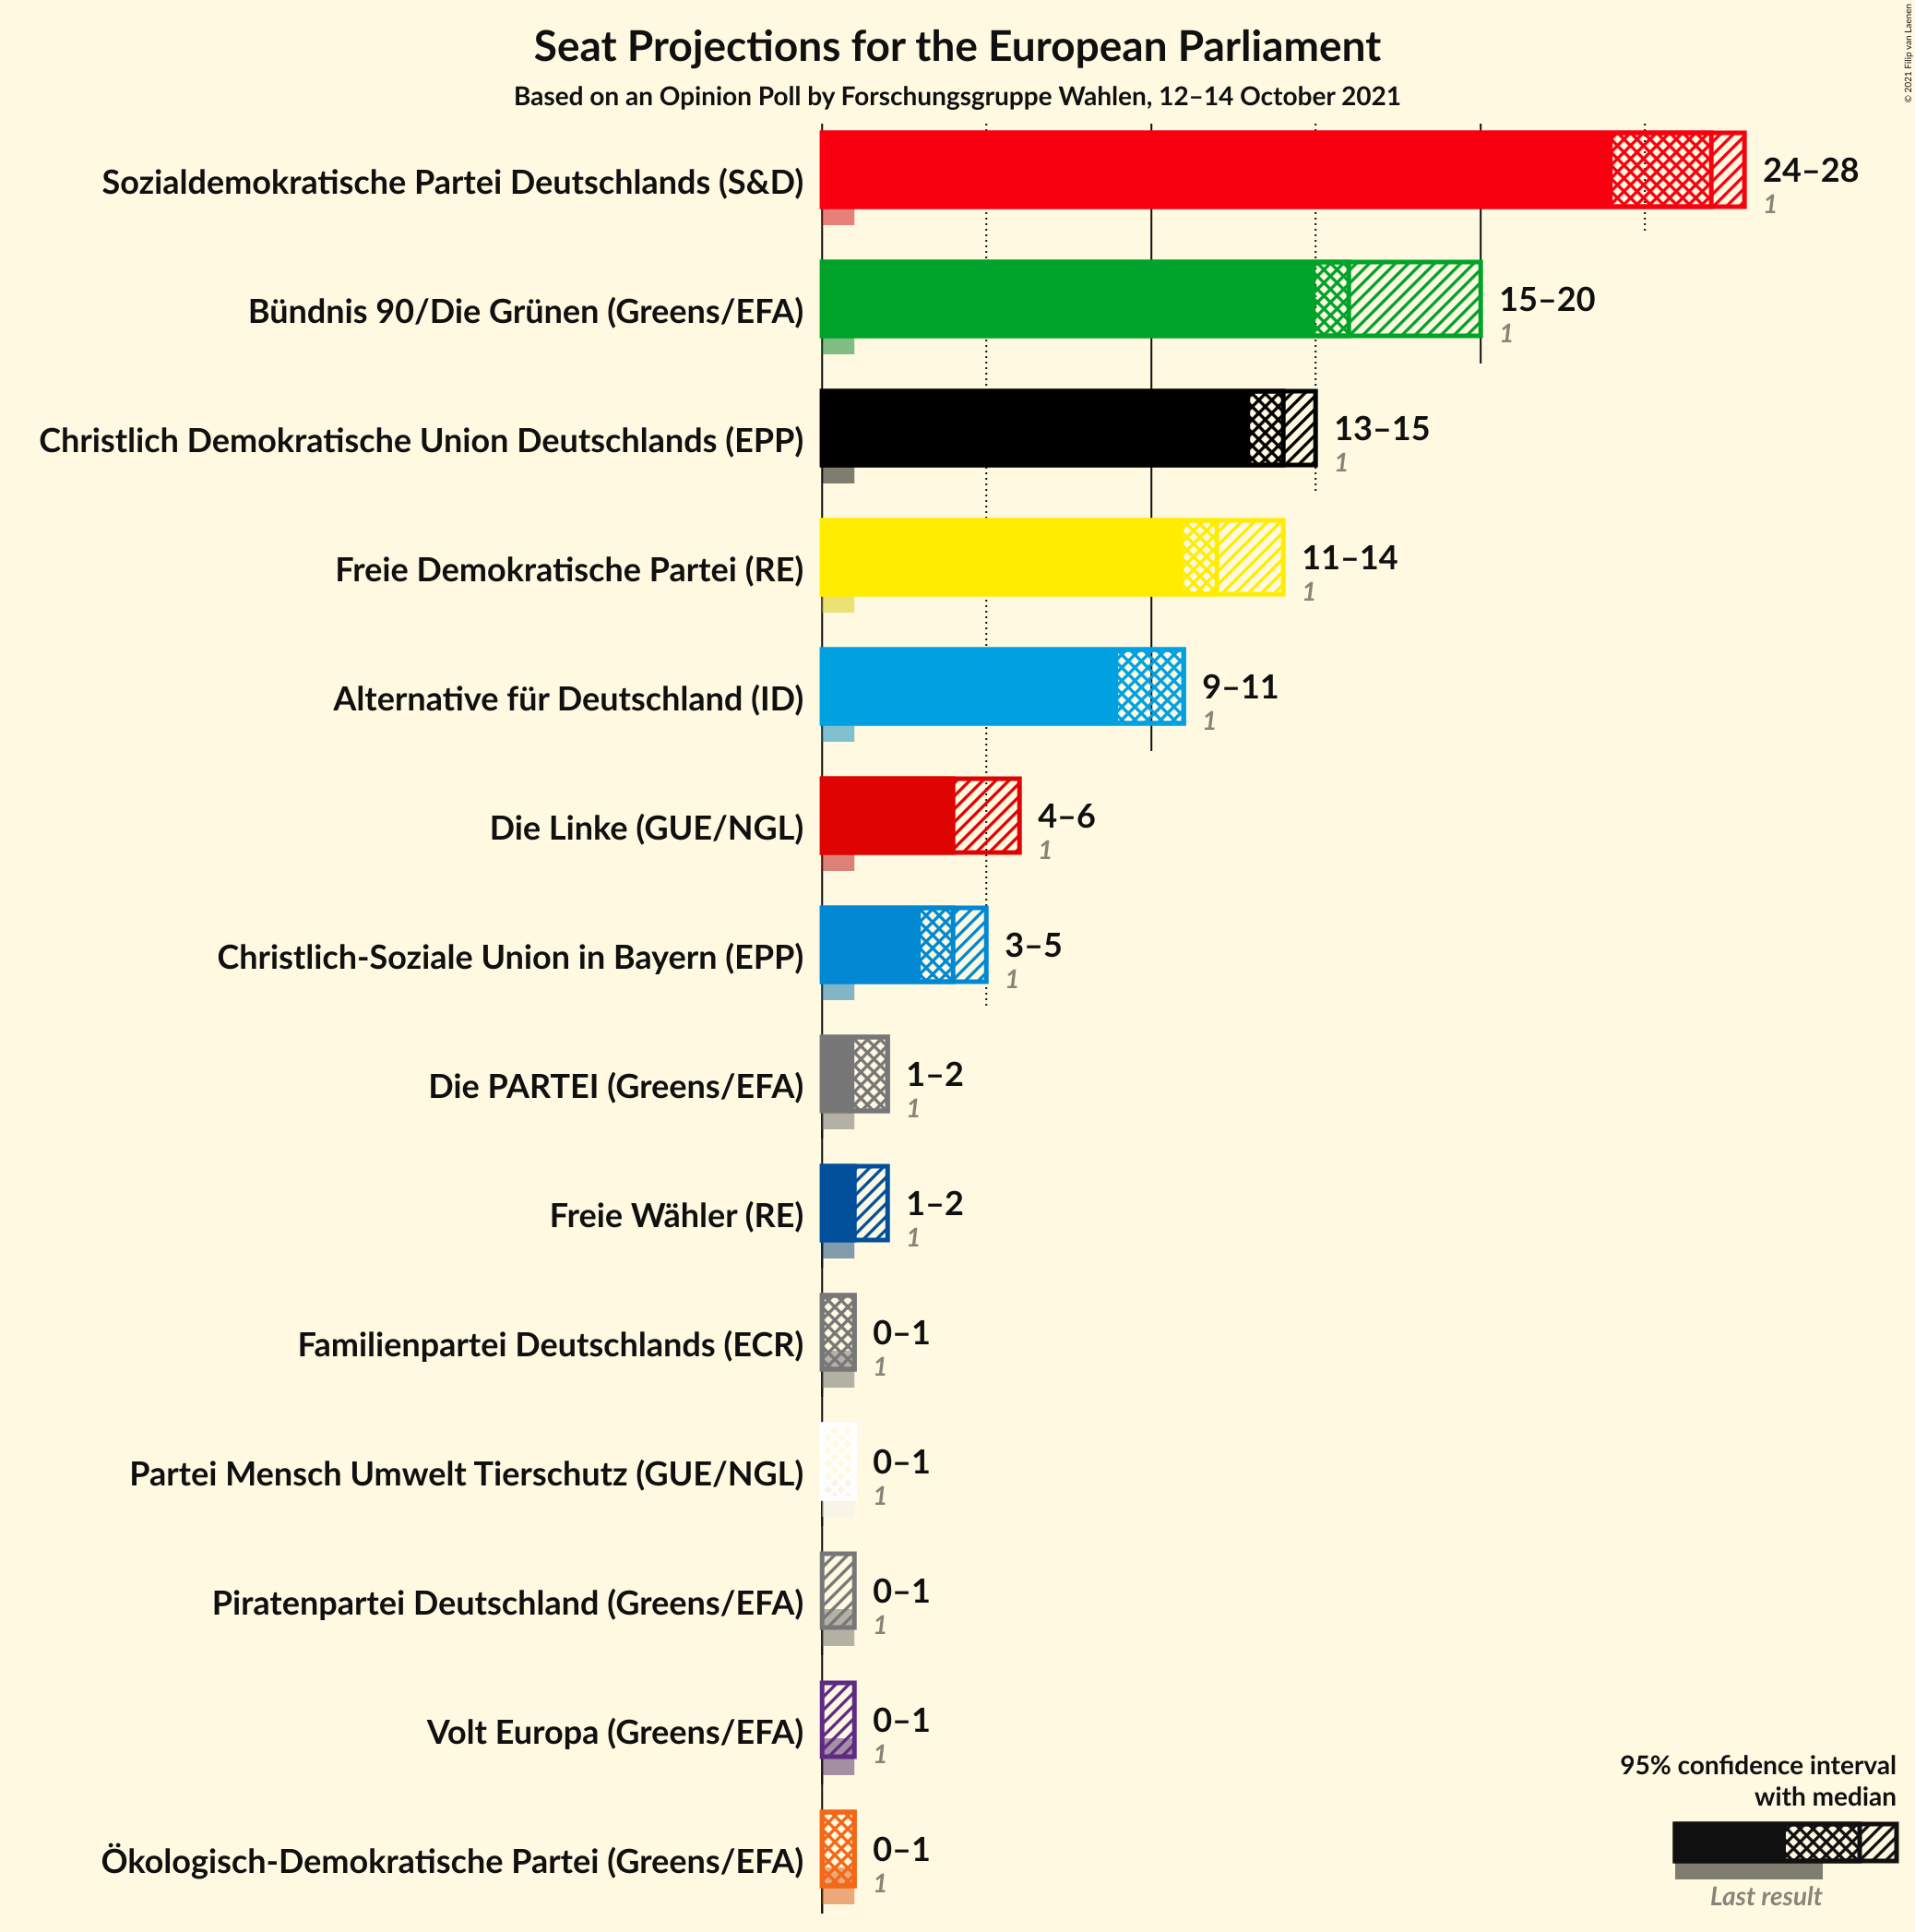 Seat Projections for the European Parliament
Based on an Opinion Poll by Forschungsgruppe Wahlen, 12–14 October 2021
© 2021 Filip van Laenen
Sozialdemokratische Partei Deutschlands (S&D)
24–28
1
Bündnis 90/Die Grünen (Greens/EFA)
15–20
1
Christlich Demokratische Union Deutschlands (EPP)
13–15
1
Freie Demokratische Partei (RE)
11–14
1
Alternative für Deutschland (ID)
9–11
1
Die Linke (GUE/NGL)
4–6
1
Christlich-Soziale Union in Bayern (EPP)
3–5
1
Die PARTEI (Greens/EFA)
1–2
1
Freie Wähler (RE)
1–2
1
Familienpartei Deutschlands (ECR)
0–1
1
Partei Mensch Umwelt Tierschutz (GUE/NGL)
0–1
1
Piratenpartei Deutschland (Greens/EFA)
0–1
1
Volt Europa (Greens/EFA)
0–1
1
Ökologisch-Demokratische Partei (Greens/EFA)
0–1
1
95% confidence interval
with median
Last result